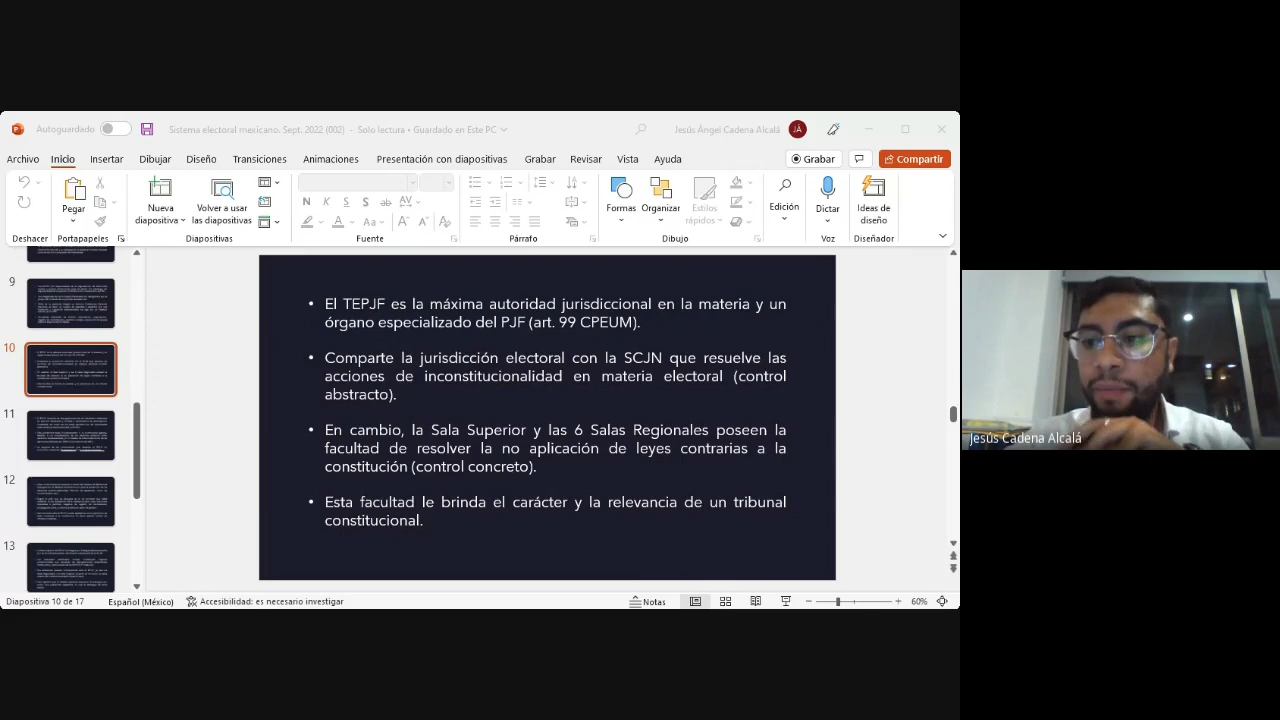 Autoguardado
Sistema electoral mexicano. Sept. 2022 (002) - Solo lectura • Guardado en Este PC
Jesús Ángel Cadena Alcalá
JÁ
Archivo Inicio Insertar Dibujar Diseño Transiciones Animaciones Presentación con diapositivas Grabar Revisar Vista Ayuda
Grabar
Compartir
Pegar
Nueva diapositiva
Volver a usar las diapositivas
N K S S ab AV
A Aa A A A
Formas
Organizar
Estilos rápidos
Edición
Dictar
Ideas de diseño
Deshacer Portapapeles Diapositivas Fuente Párrafo Dibujo Voz Diseñador
9
10
11
12
13
• El TEPJF es la máxima autoridad jurisdiccional en la materia y un
órgano especializado del PJF (art. 99 CPEUM).
• Comparte la jurisdicción electoral con la SCJN que resuelve las
acciones de inconstitucionalidad en materia electoral (control
abstracto).
• En cambio, la Sala Superior y las 6 Salas Regionales poseen la
facultad de resolver la no aplicación de leyes contrarias a la
constitución (control concreto).
• Esta facultad le brinda el carácter y la relevancia de un tribunal
constitucional.
Jesús Cadena Alcalá
Diapositiva 10 de 17
Español (México)
Accesibilidad: es necesario investigar
Notas
60%